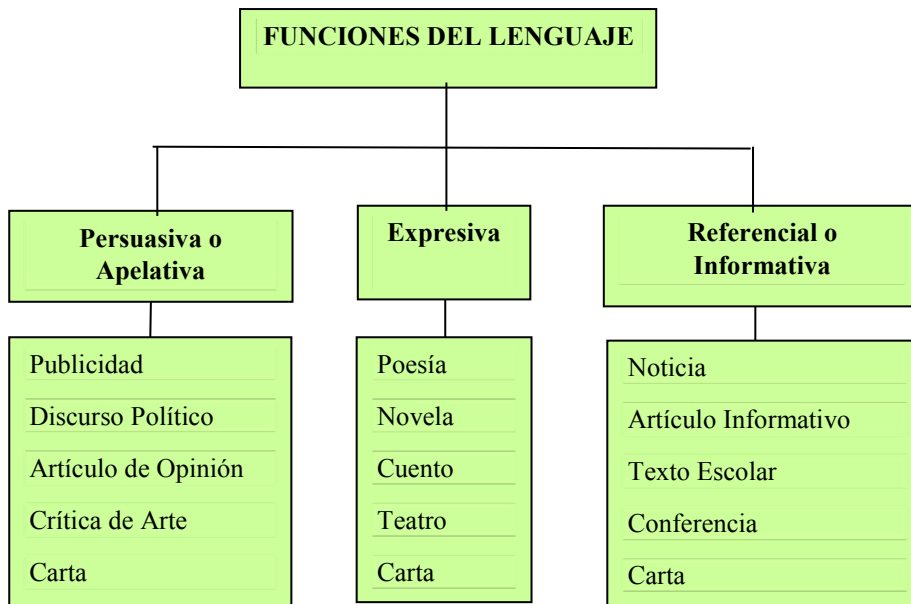 FUNCIONES DEL LENGUAJE
Persuasiva o
Apelativa
Publicidad
Discurso Político
Artículo de Opinión
Crítica de Arte
Carta
Expresiva
Poesía
Novela
Cuento
Teatro
Carta
Referencial o
Informativa
Noticia
Artículo Informativo
Texto Escolar
Conferencia
Carta